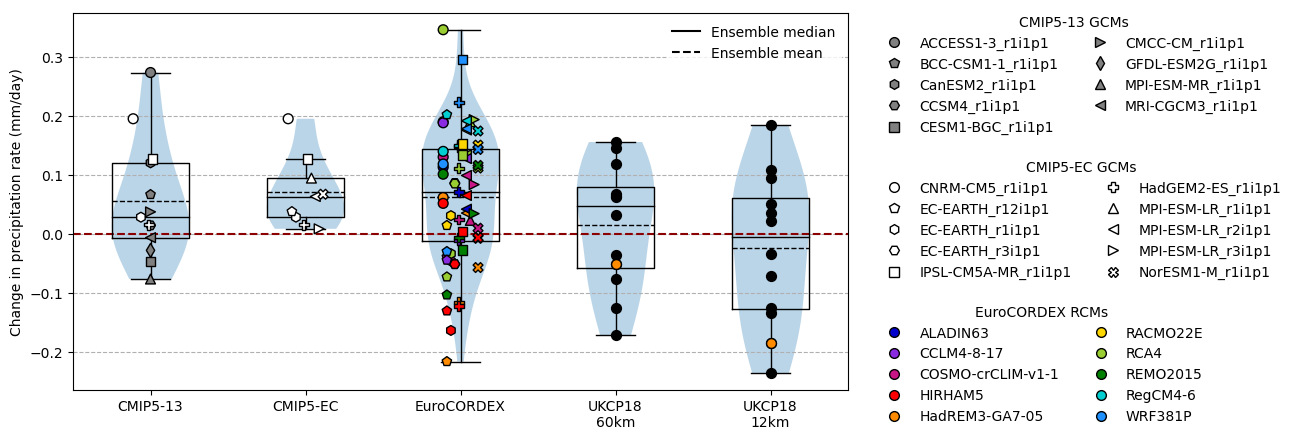 Change in precipitation rate (mm/day)
0.3
0.2
0.1
0.0
−0.1
−0.2
CMIP5-13
CMIP5-EC
EuroCORDEX
UKCP18
60km
UKCP18
12km
Ensemble median
Ensemble mean
CMIP5-13 GCMs
ACCESS1-3_r1i1p1
BCC-CSM1-1_r1i1p1
CanESM2_r1i1p1
CCSM4_r1i1p1
CESM1-BGC_r1i1p1
CMCC-CM_r1i1p1
GFDL-ESM2G_r1i1p1
MPI-ESM-MR_r1i1p1
MRI-CGCM3_r1i1p1
CMIP5-EC GCMs
CNRM-CM5_r1i1p1
EC-EARTH_r12i1p1
EC-EARTH_r1i1p1
EC-EARTH_r3i1p1
IPSL-CM5A-MR_r1i1p1
HadGEM2-ES_r1i1p1
MPI-ESM-LR_r1i1p1
MPI-ESM-LR_r2i1p1
MPI-ESM-LR_r3i1p1
NorESM1-M_r1i1p1
EuroCORDEX RCMs
ALADIN63
CCLM4-8-17
COSMO-crCLIM-v1-1
HIRHAM5
HadREM3-GA7-05
RACMO22E
RCA4
REMO2015
RegCM4-6
WRF381P